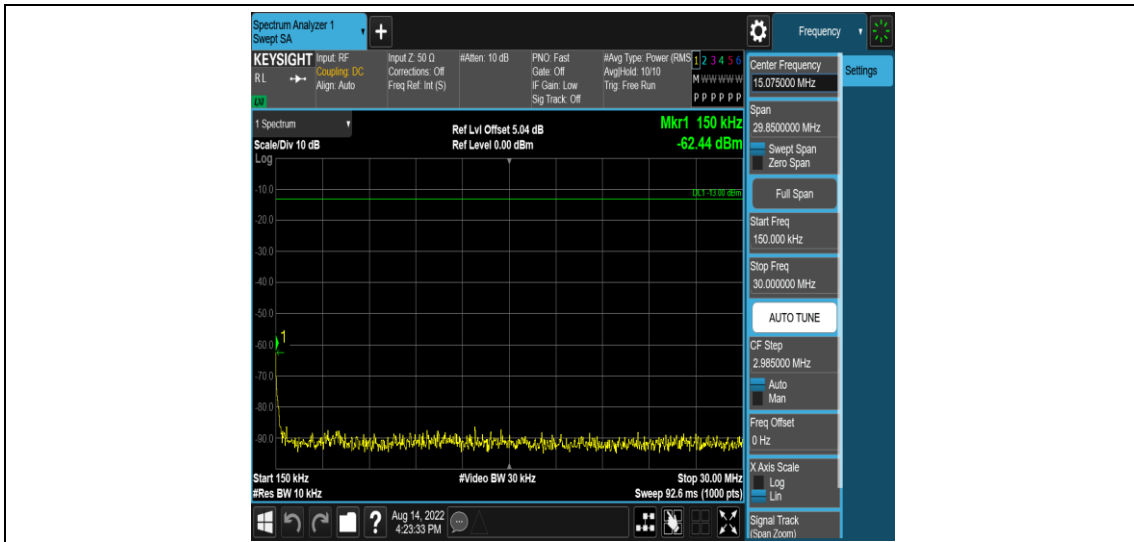 Spectrum Analyzer 1
Swept SA
+
Frequency
KEYSIGHT
RL
LXI
Input: RF
Coupling: DC
Align: Auto
Input Z: 50 Ω
Corrections: Off
Freq Ref: Int (S)
#Atten: 10 dB
PNO: Fast
Gate: Off
IF Gain: Low
Sig Track: Off
#Avg Type: Power (RMS
Avg|Hold: 10/10
Trig: Free Run
1 2 3 4 5 6
M W W W W W
P P P P P P
1 Spectrum
Scale/Div 10 dB
Log
Ref Lvl Offset 5.04 dB
Ref Level 0.00 dBm
Mkr1 150 kHz
-62.44 dBm
DL1 -13.00 dBm
-10.0
-20.0
-30.0
-40.0
-50.0
-60.0
-70.0
-80.0
-90.0
1
Start 150 kHz
#Res BW 10 kHz
#Video BW 30 kHz
Stop 30.00 MHz
Sweep 92.6 ms (1000 pts)
?
Aug 14, 2022
4:23:33 PM
Center Frequency
15.075000 MHz
Settings
Span
29.8500000 MHz
Swept Span
Zero Span
Full Span
Start Freq
150.000 kHz
Stop Freq
30.000000 MHz
AUTO TUNE
CF Step
2.985000 MHz
Auto
Man
Freq Offset
0 Hz
X Axis Scale
Log
Lin
Signal Track
(Span Zoom)